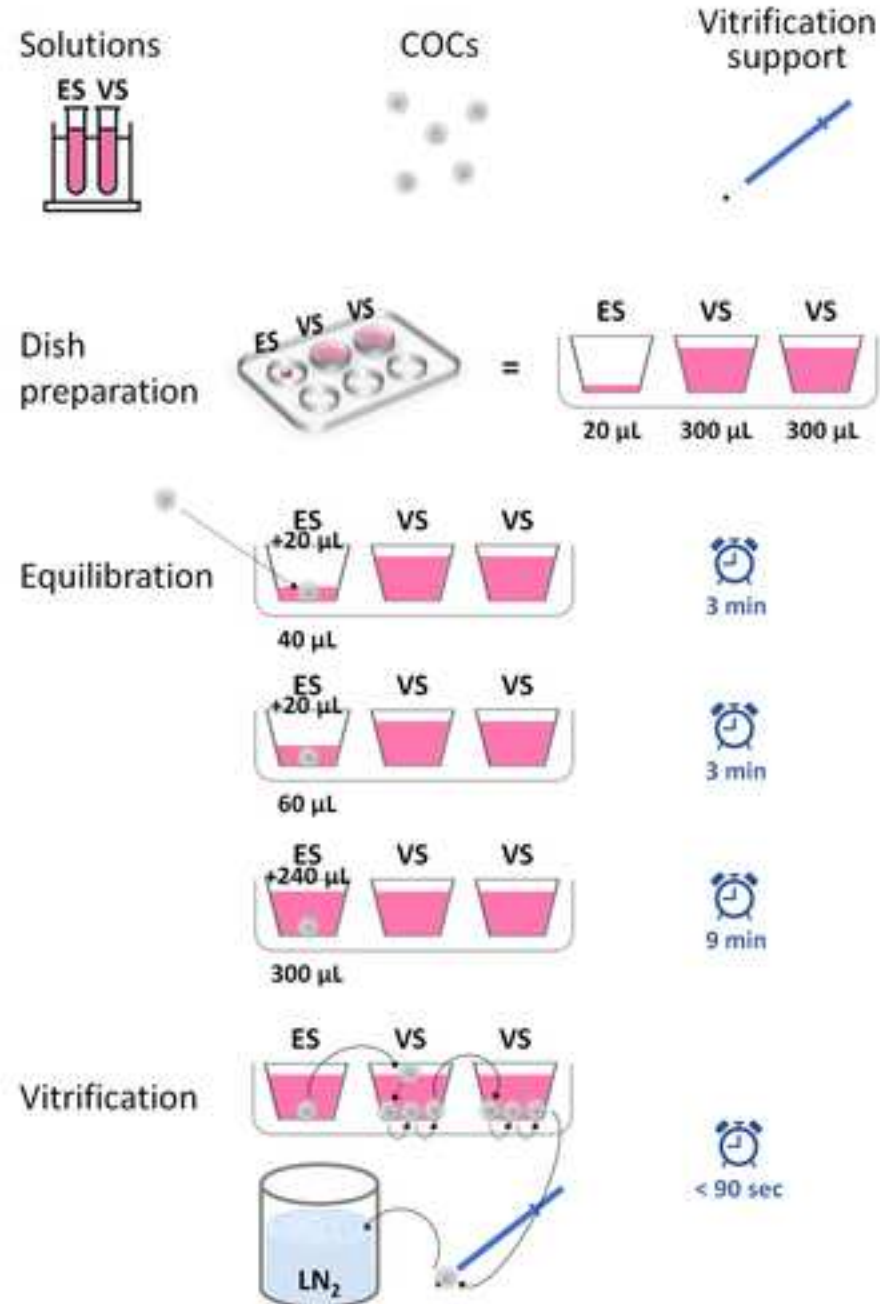 Solutions
ES VS
COCs
Vitrification
support
Dish
preparation
ES VS VS
=
ES VS VS
20 µL 300 µL 300 µL
Equilibration
ES VS VS
+20 µL
40 µL
3 min
ES VS VS
+20 µL
60 µL
3 min
ES VS VS
+240 µL
300 µL
9 min
Vitrification
ES VS VS
< 90 sec
LN₂